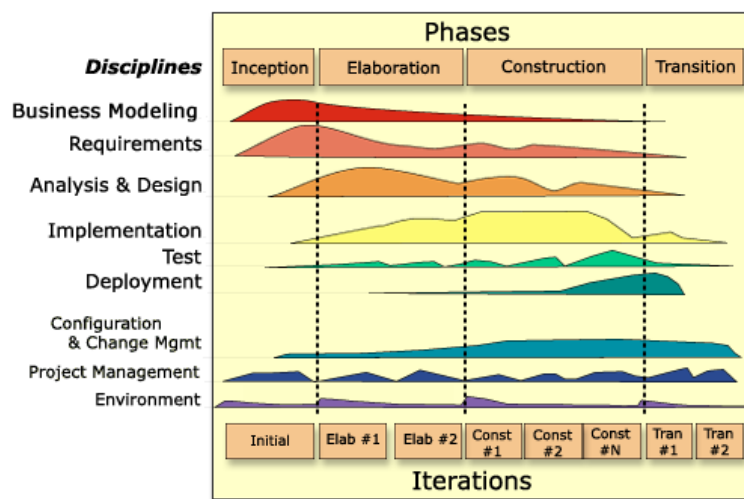 Phases
Disciplines
Inception
Elaboration
Construction
Transition
Business Modeling
Requirements
Analysis & Design
Implementation
Test
Deployment
Configuration
& Change Mgmt
Project Management
Environment
Initial
Elab #1
Elab #2
Const
#1
Const
#2
Const
#N
Tran
#1
Tran
#2
Iterations